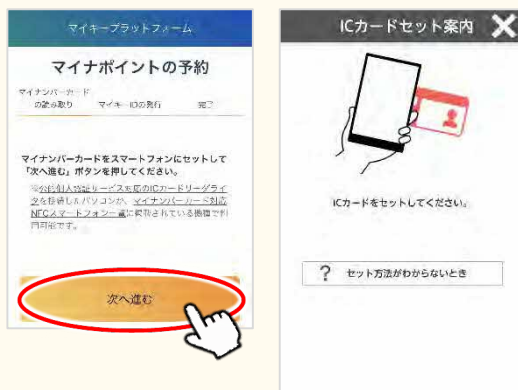 マイキープラットフォーム
マイナポイントの予約
マイナンバーカード
の読み取り マイキーIDの発行 完了
マイナンバーカードをスマートフォンにセットして
「次へ進む」ボタンを押してください。
※公的個人認証サービス対応のICカードリーダライ
タを接続したパソコンか、マイナンバーカード対応
NFCスマートフォン一覧に掲載されている機種で利
用可能です。
次へ進む
ICカードセット案内
ICカードをセットしてください。
? セット方法がわからないとき